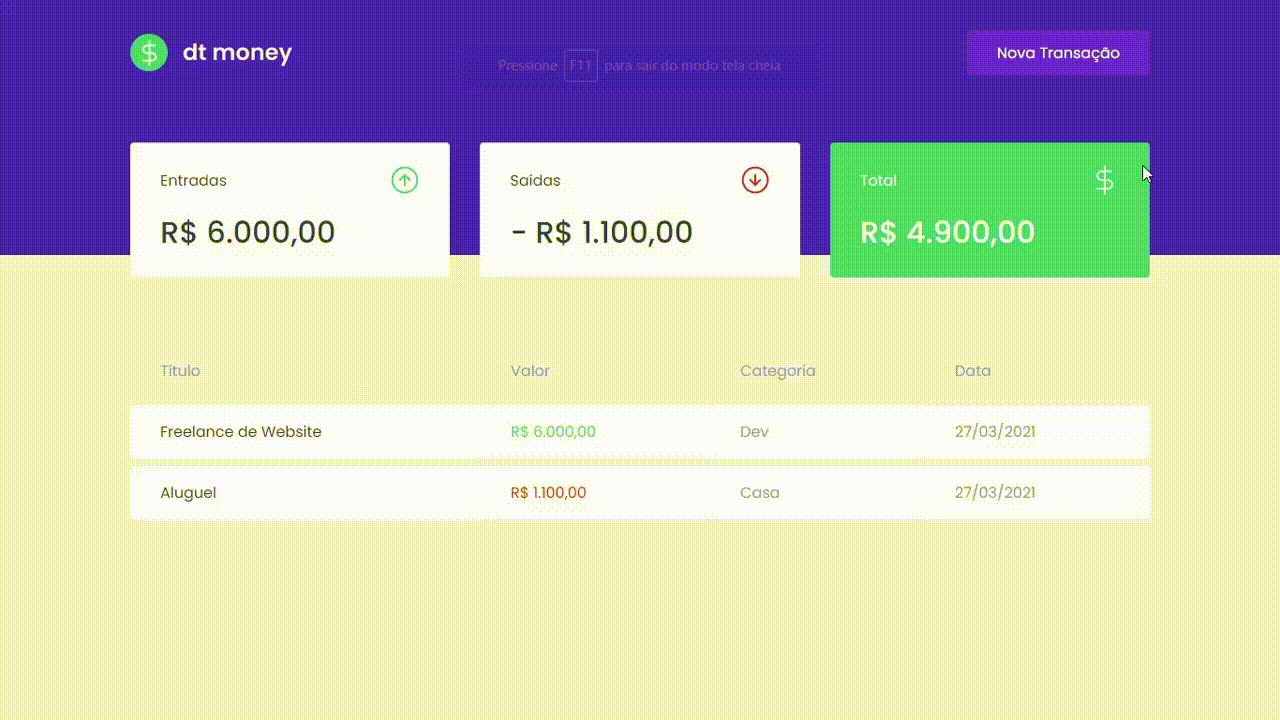 dt money
Pressione F11 para sair do modo tela cheia
Nova Transação
Entradas
R$ 6.000,00
Saídas
- R$ 1.100,00
Total
R$ 4.900,00
Título Valor Categoria Data
Freelance de Website R$ 6.000,00 Dev 27/03/2021
Aluguel R$ 1.100,00 Casa 27/03/2021